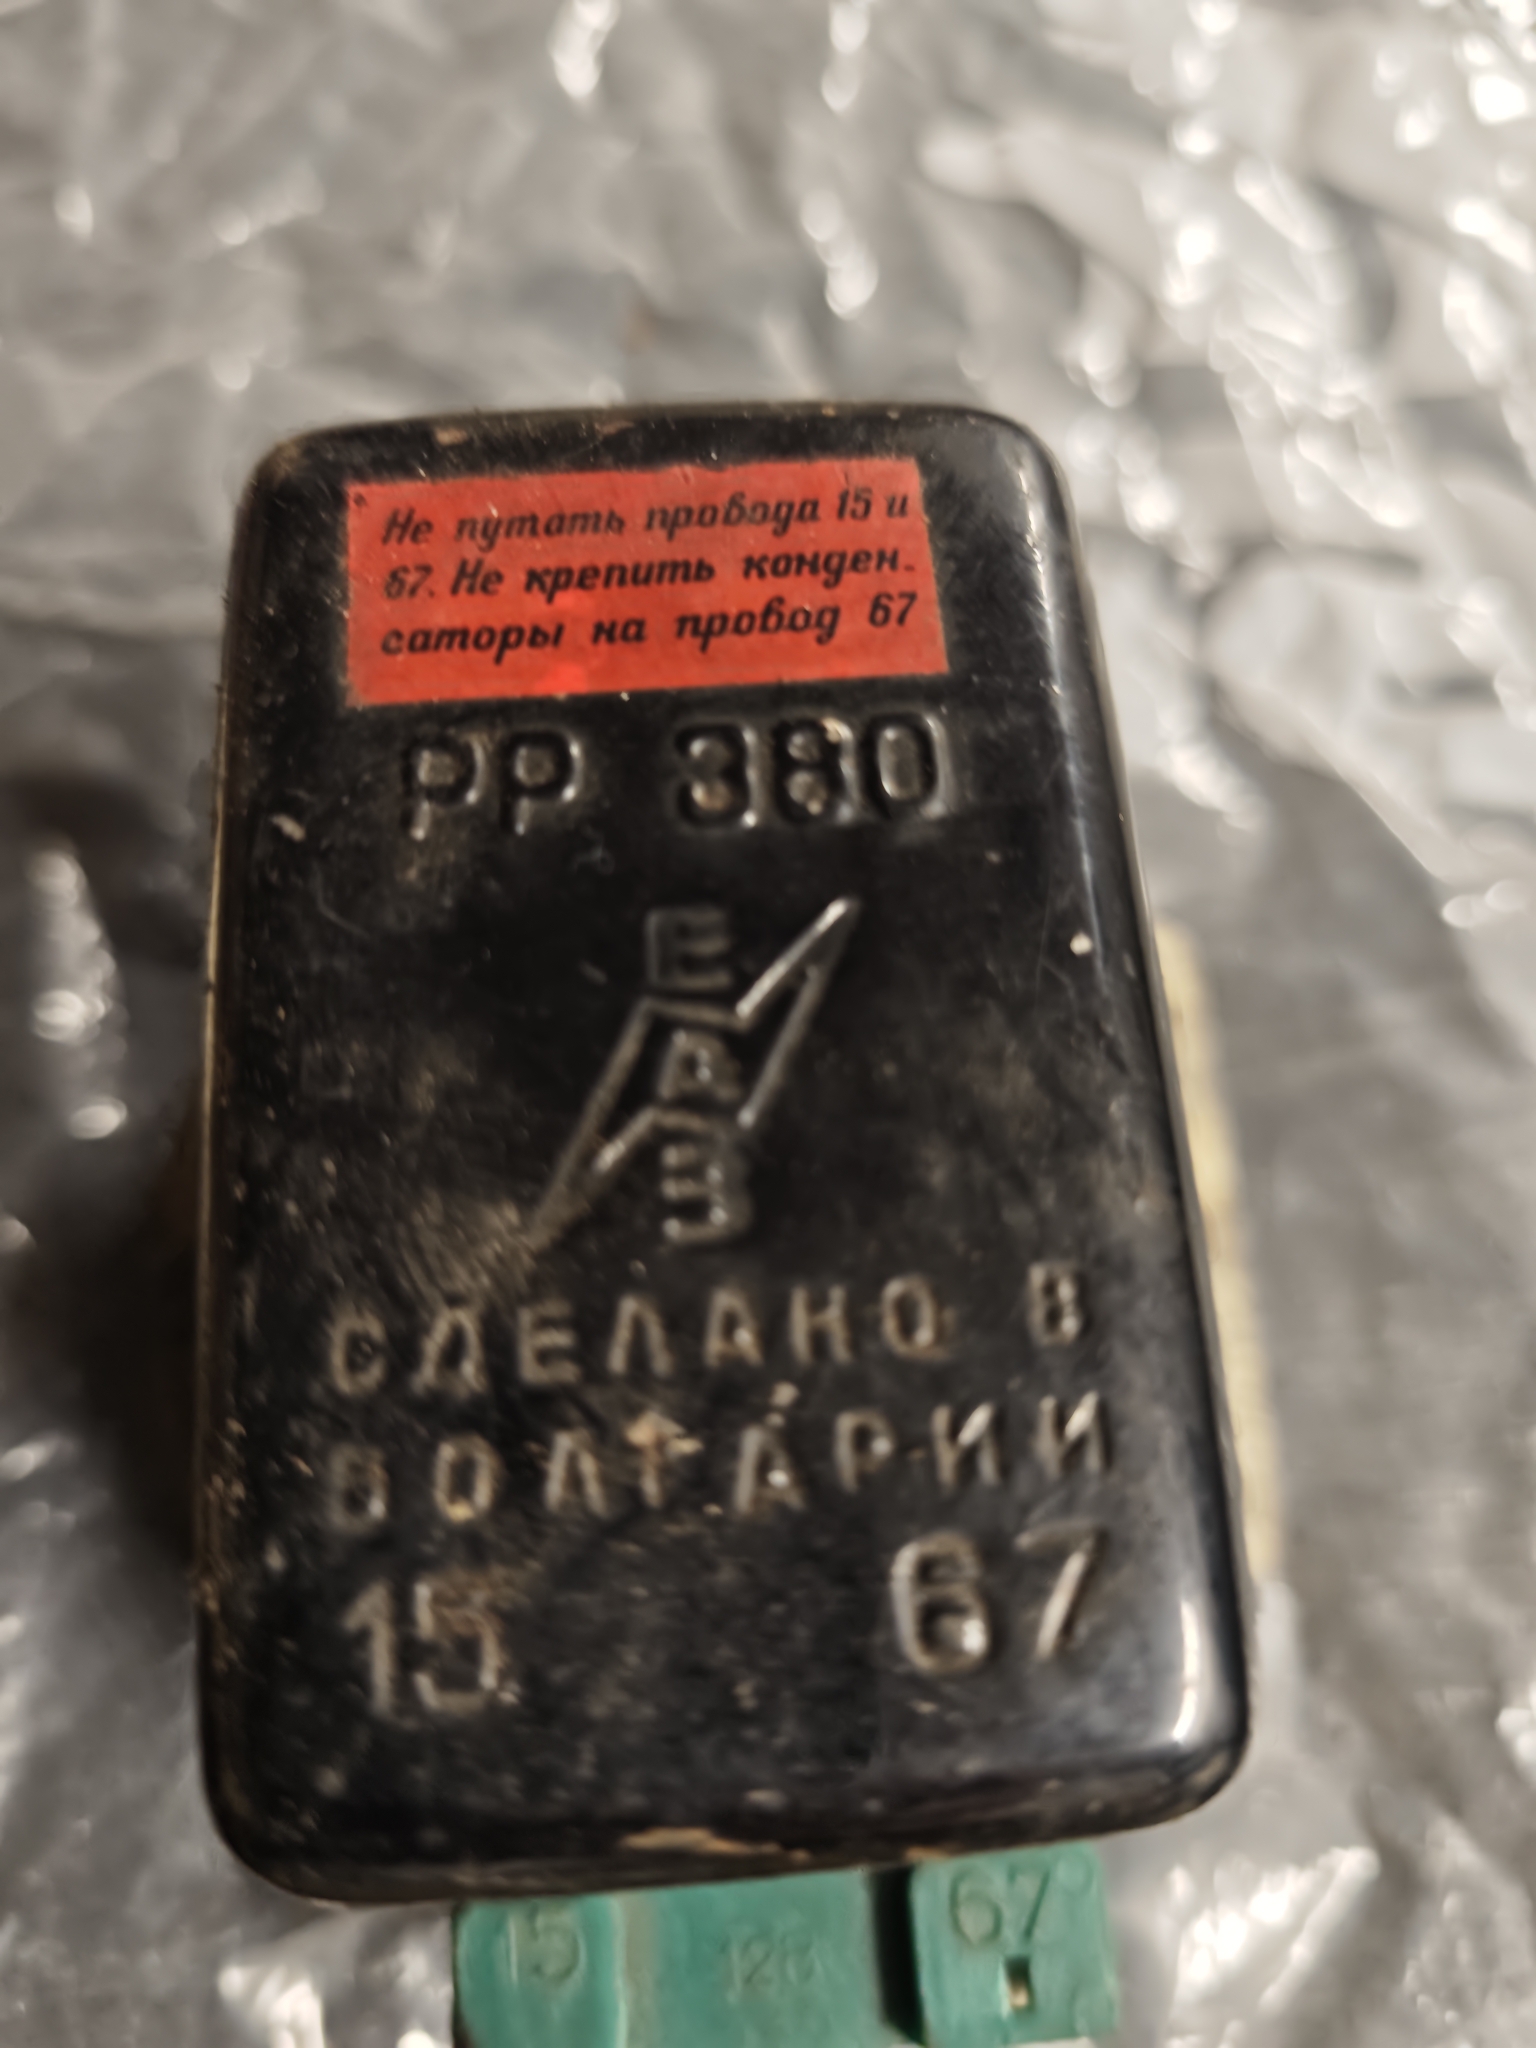 Не путать провода 15 и
67. Не крепить конден-
саторы на провод 67
РР 380
Е
А
З
СДЕЛАНО В
БОЛГАРИИ
15 67
15 126 67